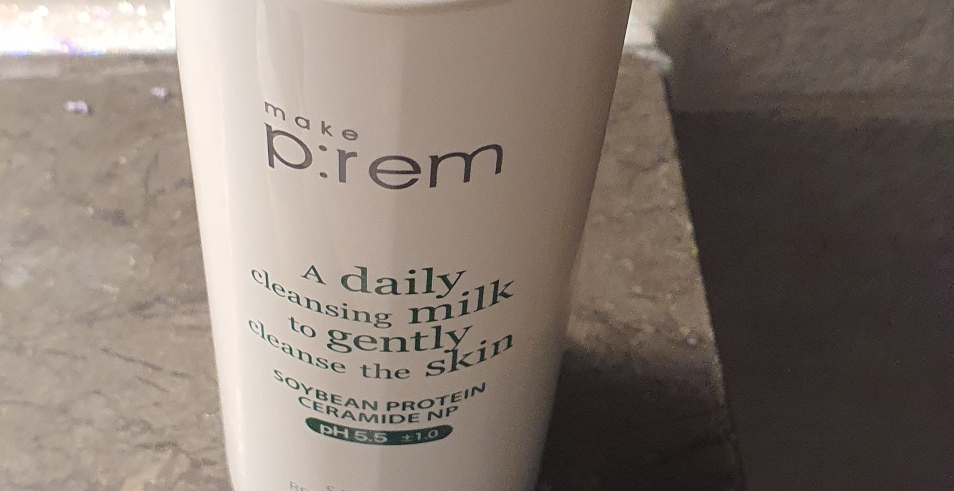 make
p:rem
A daily
cleansing milk
to gently
cleanse the skin
SOYBEAN PROTEIN
CERAMIDE NP
pH 5.5 ±1.0